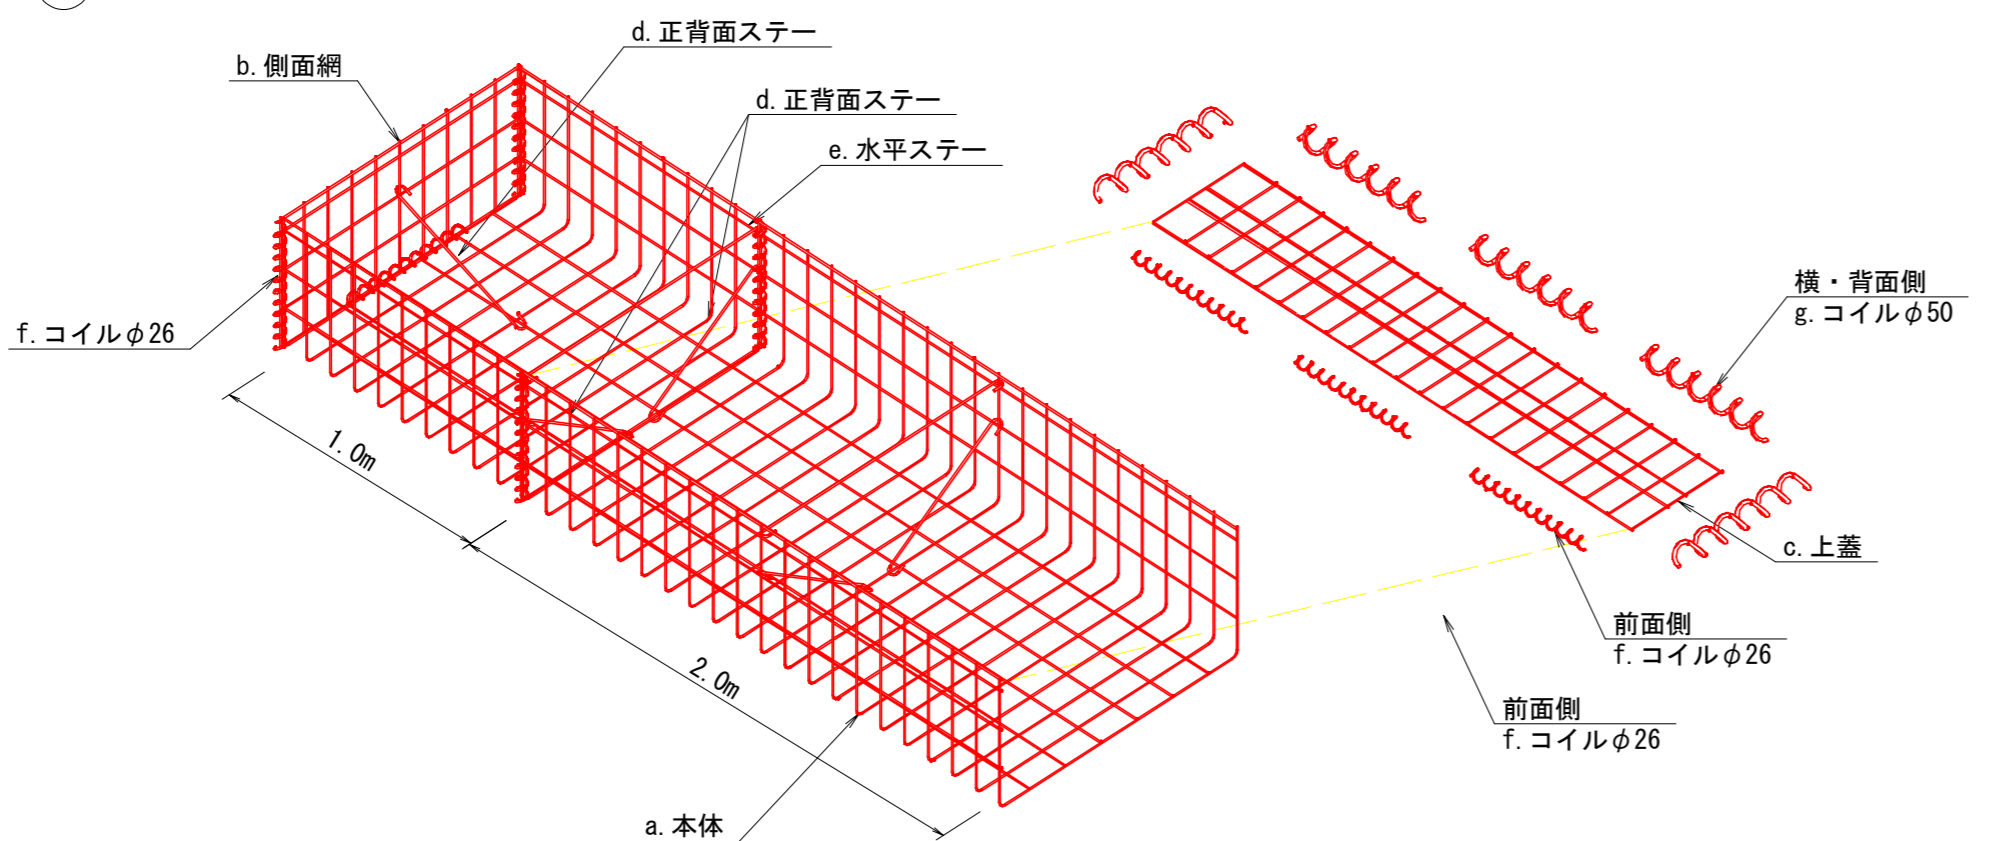 d. 正背面ステー
b. 側面網
d. 正背面ステー
e. 水平ステー
横・背面側
g. コイルφ50
f. コイルφ26
1.0m
c. 上蓋
前面側
f. コイルφ26
2.0m
前面側
f. コイルφ26
a. 本体